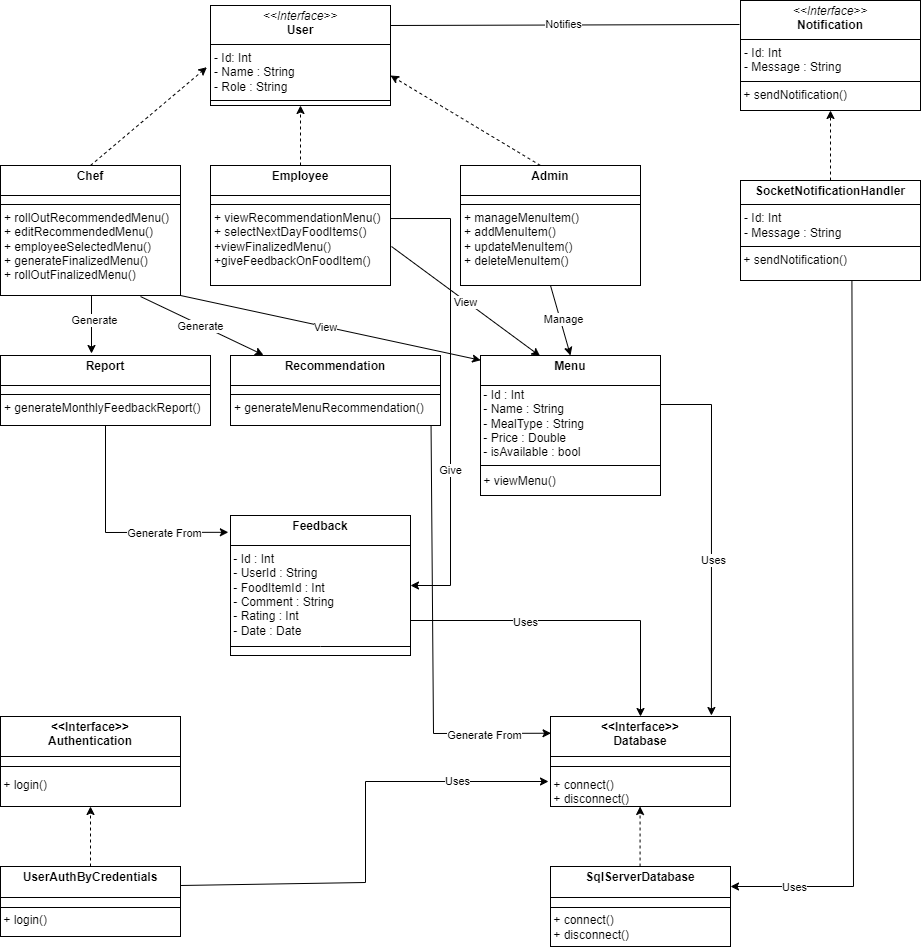 <<Interface>>
User
- Id: Int
- Name : String
- Role : String
Notifies
<<Interface>>
Notification
- Id: Int
- Message : String
+ sendNotification()
Chef
+ rollOutRecommendedMenu()
+ editRecommendedMenu()
+ employeeSelectedMenu()
+ generateFinalizedMenu()
+ rollOutFinalizedMenu()
Employee
+ viewRecommendationMenu()
+ selectNextDayFoodItems()
+viewFinalizedMenu()
+giveFeedbackOnFoodItem()
Admin
+ manageMenuItem()
+ addMenuItem()
+ updateMenuItem()
+ deleteMenuItem()
SocketNotificationHandler
- Id: Int
- Message : String
+ sendNotification()
Generate
Generate
View
View
Manage
Report
+ generateMonthlyFeedbackReport()
Recommendation
+ generateMenuRecommendation()
Menu
- Id : Int
- Name : String
- MealType : String
- Price : Double
- isAvailable : bool
+ viewMenu()
Give
Generate From
Feedback
- Id : Int
- UserId : String
- FoodItemId : Int
- Comment : String
- Rating : Int
- Date : Date
Uses
Uses
<<Interface>>
Authentication
+ login()
Generate From
<<Interface>>
Database
+ connect()
+ disconnect()
Uses
UserAuthByCredentials
+ login()
SqlServerDatabase
+ connect()
+ disconnect()
Uses